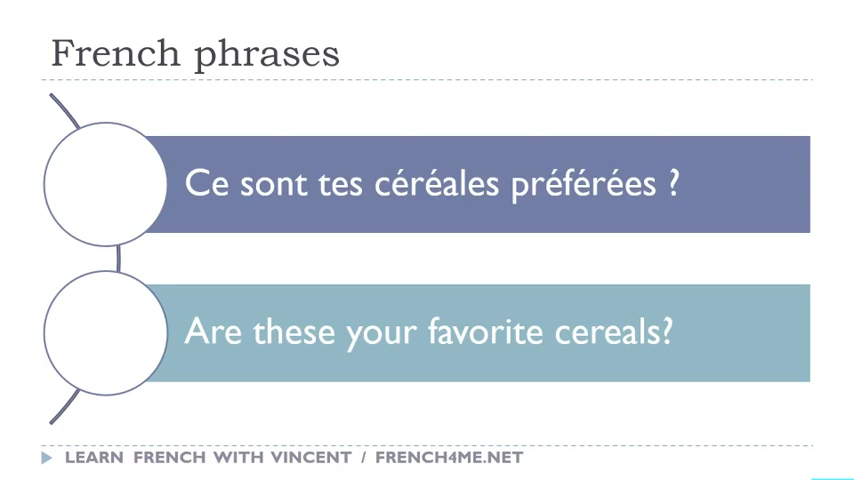 French phrases
Ce sont tes céréales préférées ?
Are these your favorite cereals?
LEARN FRENCH WITH VINCENT / FRENCH4ME.NET